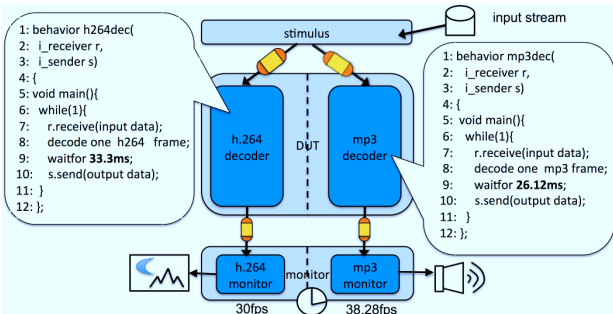 input stream
stimulus
1: behavior h264dec(
2: i_receiver r,
3: i_sender s)
4: {
5: void main(){
6: while(1){
7: r.receive(input data);
8: decode one h264 frame;
9: waitfor 33.3ms;
10: s.send(output data);
11: }
12: };
1: behavior mp3dec(
2: i_receiver r,
3: i_sender s)
4: {
5: void main(){
6: while(1){
7: r.receive(input data);
8: decode one mp3 frame;
9: waitfor 26.12ms;
10: s.send(output data);
11: }
12: };
h.264
decoder
DUT
mp3
decoder
h.264
monitor
monitor
mp3
monitor
30fps
38.28fps